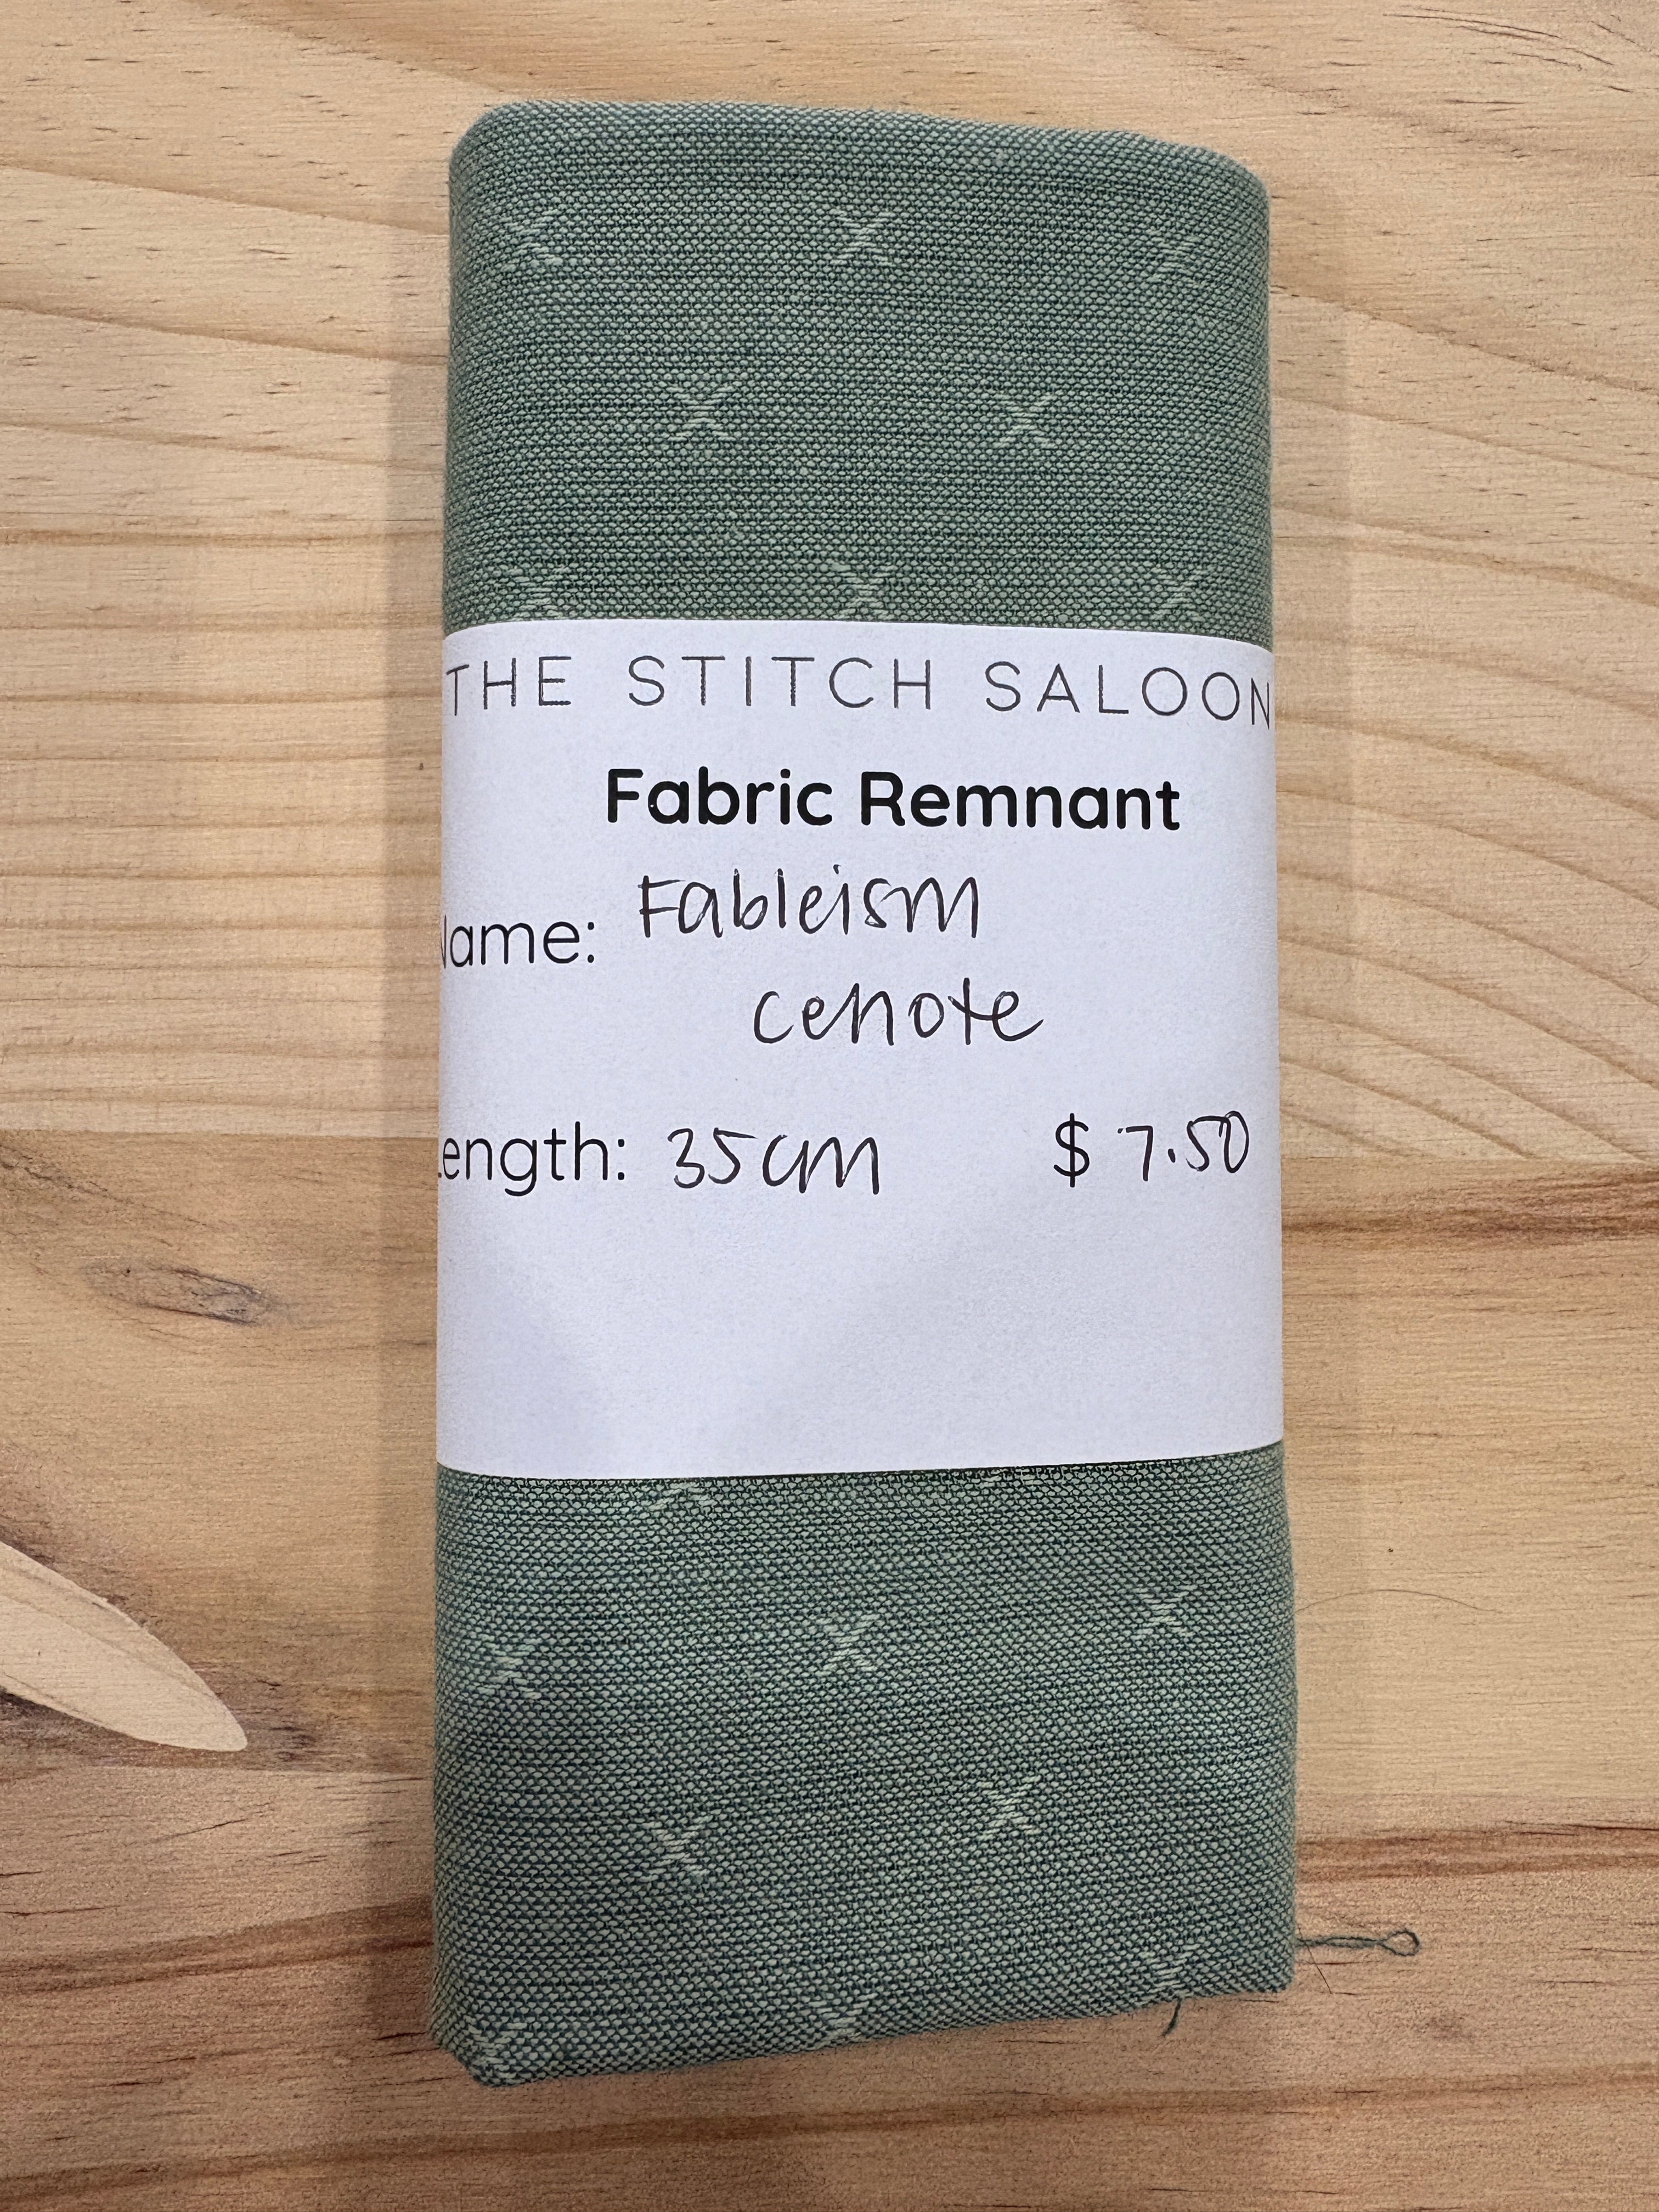 THE STITCH SALOON
Fabric Remnant
Name: Fableism
cenote
Length: 35cm $7.50